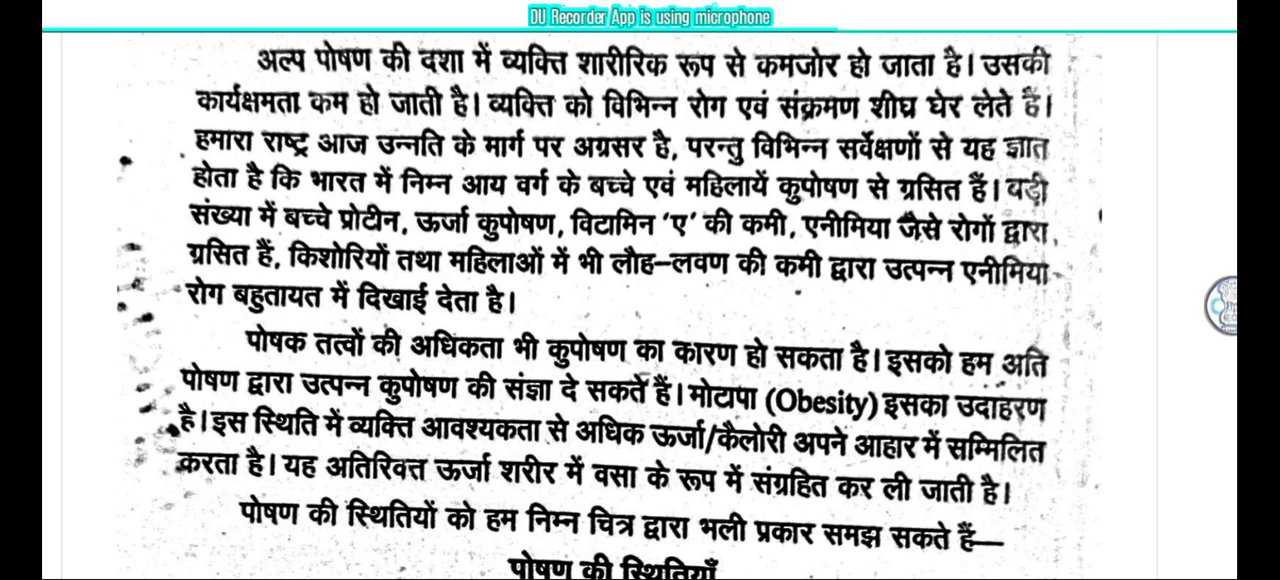 DU Recorder App is using microphone
अल्प पोषण की दशा में व्यक्ति शारीरिक रूप से कमजोर हो जाता है। उसकी
कार्यक्षमता कम हो जाती है। व्यक्ति को विभिन्न रोग एवं संक्रमण शीघ्र घेर लेते हैं।
हमारा राष्ट्र आज उन्नति के मार्ग पर अग्रसर है, परन्तु विभिन्न सर्वेक्षणों से यह ज्ञात
होता है कि भारत में निम्न आय वर्ग के बच्चे एवं महिलायें कुपोषण से ग्रसित हैं। बड़ी
संख्या में बच्चे प्रोटीन, ऊर्जा कुपोषण, विटामिन ‘ए’ की कमी, एनीमिया जैसे रोगों द्वारा
ग्रसित हैं, किशोरियों तथा महिलाओं में भी लौह–लवण की कमी द्वारा उत्पन्न एनीमिया
रोग बहुतायत में दिखाई देता है।
पोषक तत्वों की अधिकता भी कुपोषण का कारण हो सकता है। इसको हम अति
पोषण द्वारा उत्पन्न कुपोषण की संज्ञा दे सकते हैं। मोटापा (Obesity) इसका उदाहरण
है। इस स्थिति में व्यक्ति आवश्यकता से अधिक ऊर्जा/कैलोरी अपने आहार में सम्मिलित
करता है। यह अतिरिक्त ऊर्जा शरीर में वसा के रूप में संग्रहित कर ली जाती है।
पोषण की स्थितियों को हम निम्न चित्र द्वारा भली प्रकार समझ सकते हैं—
पोषण की स्थितियाँ